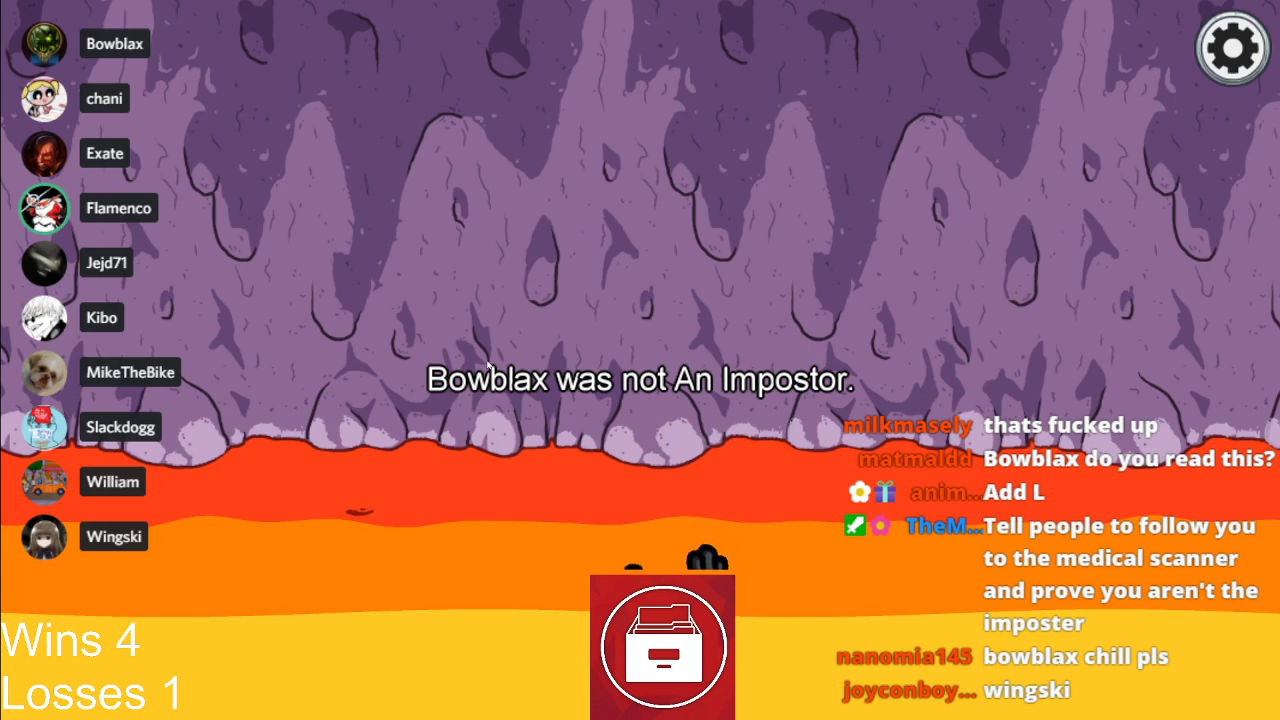 Bowblax
chani
Exate
Flamenco
Jejd71
Kibo
MikeTheBike
Slackdogg
William
Wingski
Bowblax was not An Impostor.
milkmasely thats fucked up
matmaldd Bowblax do you read this?
anim... Add L
TheM... Tell people to follow you
to the medical scanner
and prove you aren't the
imposter
nanomia145 bowblax chill pls
joyconboy... wingski
Wins 4
Losses 1